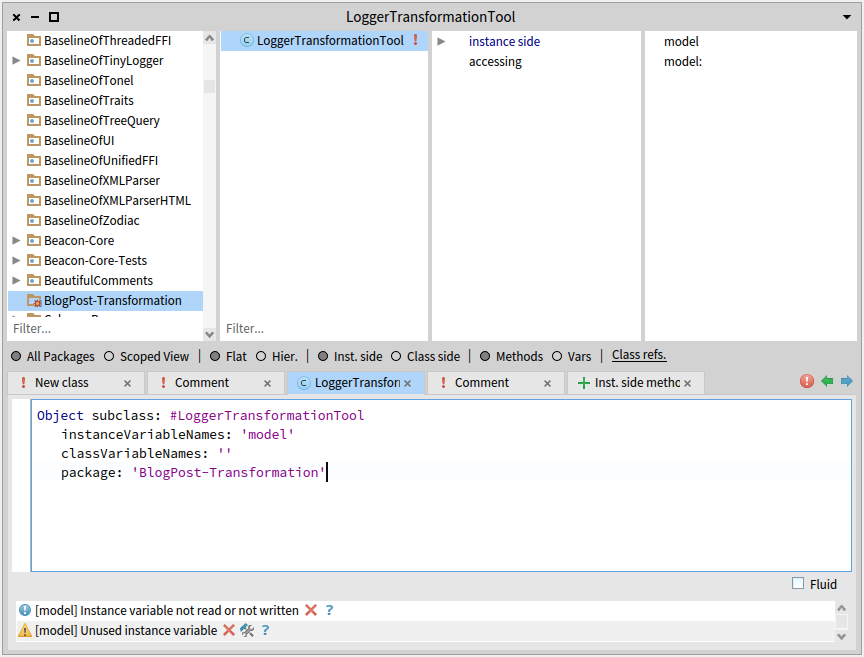 LoggerTransformationTool
BaselineOfThreadedFFI
BaselineOfTinyLogger
BaselineOfTonel
BaselineOfTraits
BaselineOfTreeQuery
BaselineOfUI
BaselineOfUnifiedFFI
BaselineOfXMLParser
BaselineOfXMLParserHTML
BaselineOfZodiac
Beacon-Core
Beacon-Core-Tests
BeautifulComments
BlogPost-Transformation
Filter...
LoggerTransformationTool
Filter...
instance side
accessing
model
model:
All Packages Scoped View | Flat Hier. | Inst. side Class side | Methods Vars | Class refs.
New class Comment LoggerTransforn Comment Inst. side methc
Object subclass: #LoggerTransformationTool
instanceVariableNames: 'model'
classVariableNames: ''
package: 'BlogPost-Transformation'
Fluid
[model] Instance variable not read or not written ?
[model] Unused instance variable ?